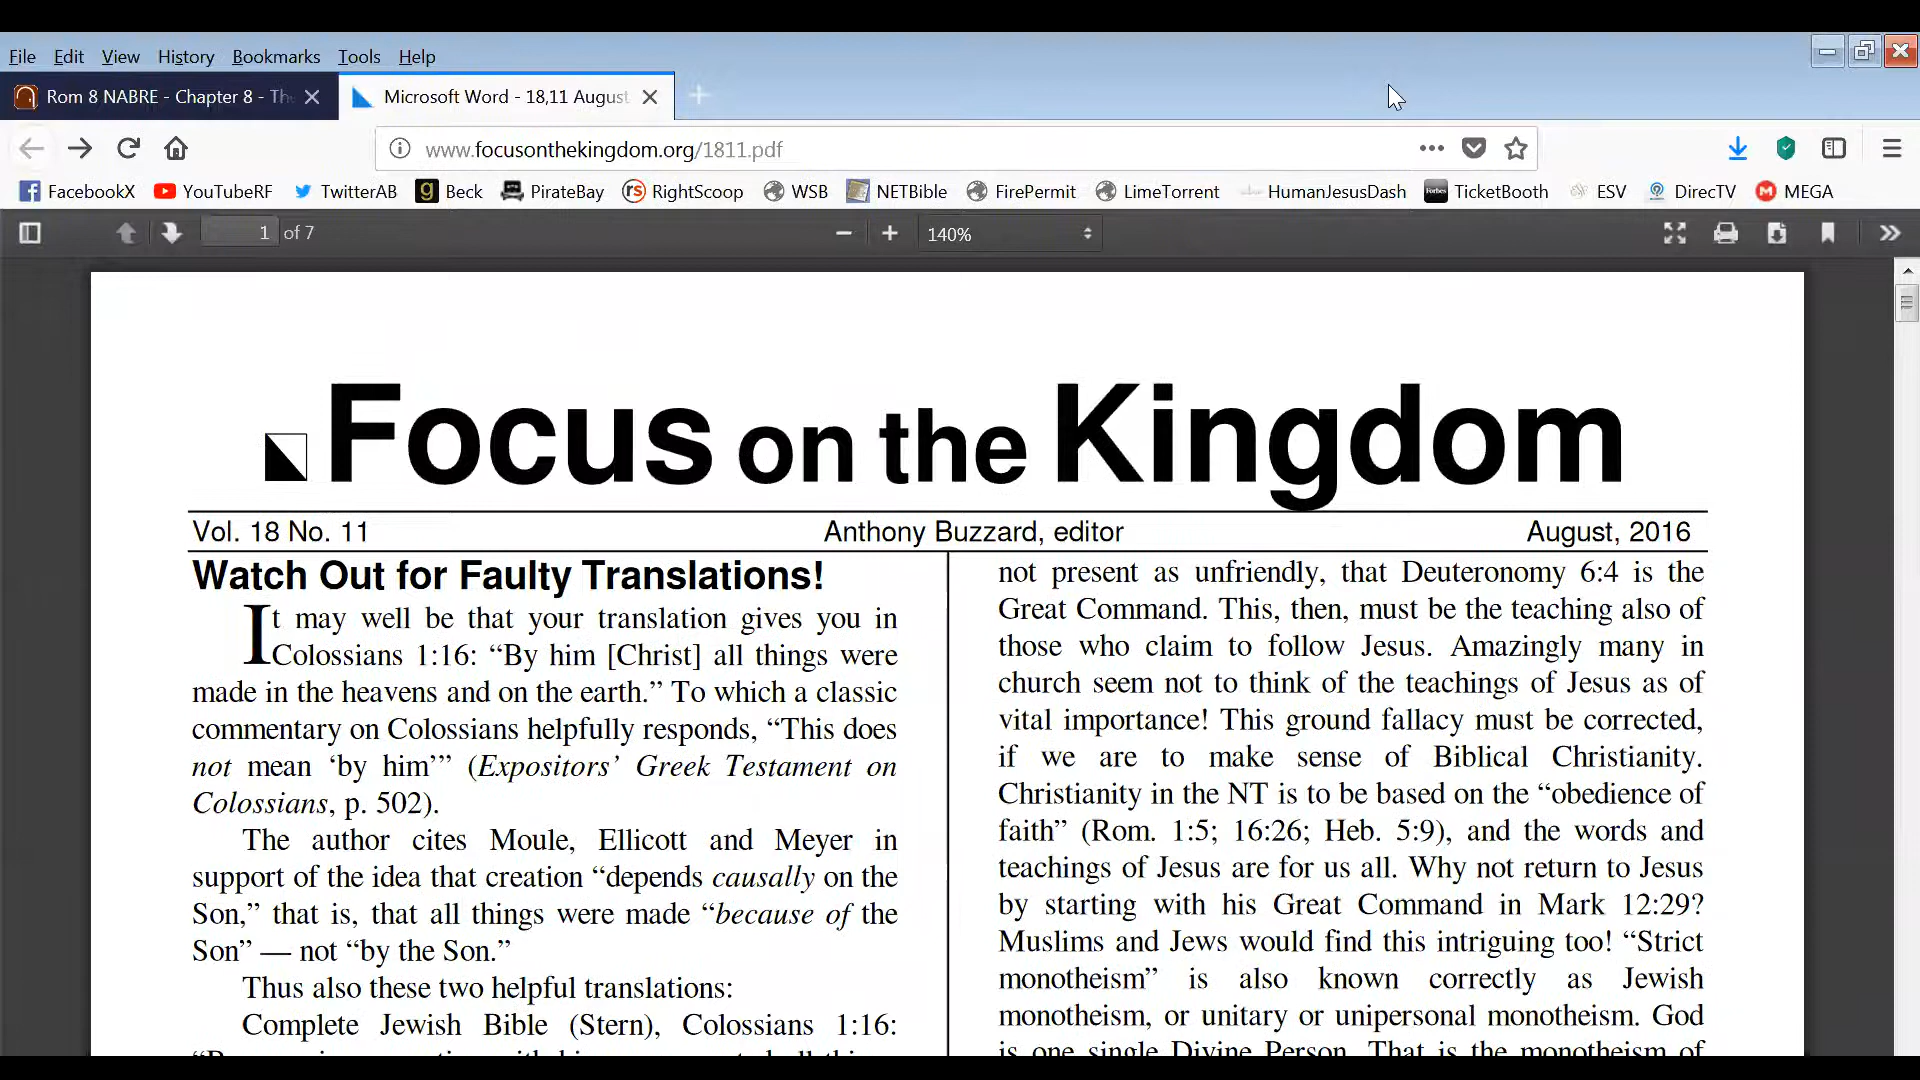 File Edit View History Bookmarks Tools Help
Rom 8 NABRE - Chapter 8 - Th
Microsoft Word - 18,11 August
www.focusonthekingdom.org/1811.pdf
FacebookX YouTubeRF TwitterAB Beck PirateBay RightScoop WSB NETBible FirePermit LimeTorrent HumanJesusDash TicketBooth ESV DirecTV MEGA
1 of 7 140%
Focus on the Kingdom
Vol. 18 No. 11 Anthony Buzzard, editor August, 2016
Watch Out for Faulty Translations!
It may well be that your translation gives you in
Colossians 1:16: “By him [Christ] all things were
made in the heavens and on the earth.” To which a classic
commentary on Colossians helpfully responds, “This does
not mean ‘by him’” (Expositors’ Greek Testament on
Colossians, p. 502).
The author cites Moule, Ellicott and Meyer in
support of the idea that creation “depends causally on the
Son,” that is, that all things were made “because of the
Son” — not “by the Son.”
Thus also these two helpful translations:
Complete Jewish Bible (Stern), Colossians 1:16:
not present as unfriendly, that Deuteronomy 6:4 is the
Great Command. This, then, must be the teaching also of
those who claim to follow Jesus. Amazingly many in
church seem not to think of the teachings of Jesus as of
vital importance! This ground fallacy must be corrected,
if we are to make sense of Biblical Christianity.
Christianity in the NT is to be based on the “obedience of
faith” (Rom. 1:5; 16:26; Heb. 5:9), and the words and
teachings of Jesus are for us all. Why not return to Jesus
by starting with his Great Command in Mark 12:29?
Muslims and Jews would find this intriguing too! “Strict
monotheism” is also known correctly as Jewish
monotheism, or unitary or unipersonal monotheism. God
is one single Divine Person. That is the monotheism of